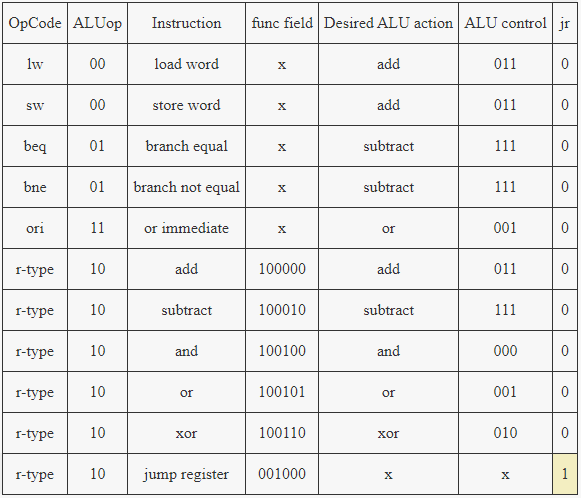 OpCode ALUop Instruction func field Desired ALU action ALU control jr
lw 00 load word x add 011 0
sw 00 store word x add 011 0
beq 01 branch equal x subtract 111 0
bne 01 branch not equal x subtract 111 0
ori 11 or immediate x or 001 0
r-type 10 add 100000 add 011 0
r-type 10 subtract 100010 subtract 111 0
r-type 10 and 100100 and 000 0
r-type 10 or 100101 or 001 0
r-type 10 xor 100110 xor 010 0
r-type 10 jump register 001000 x x 1